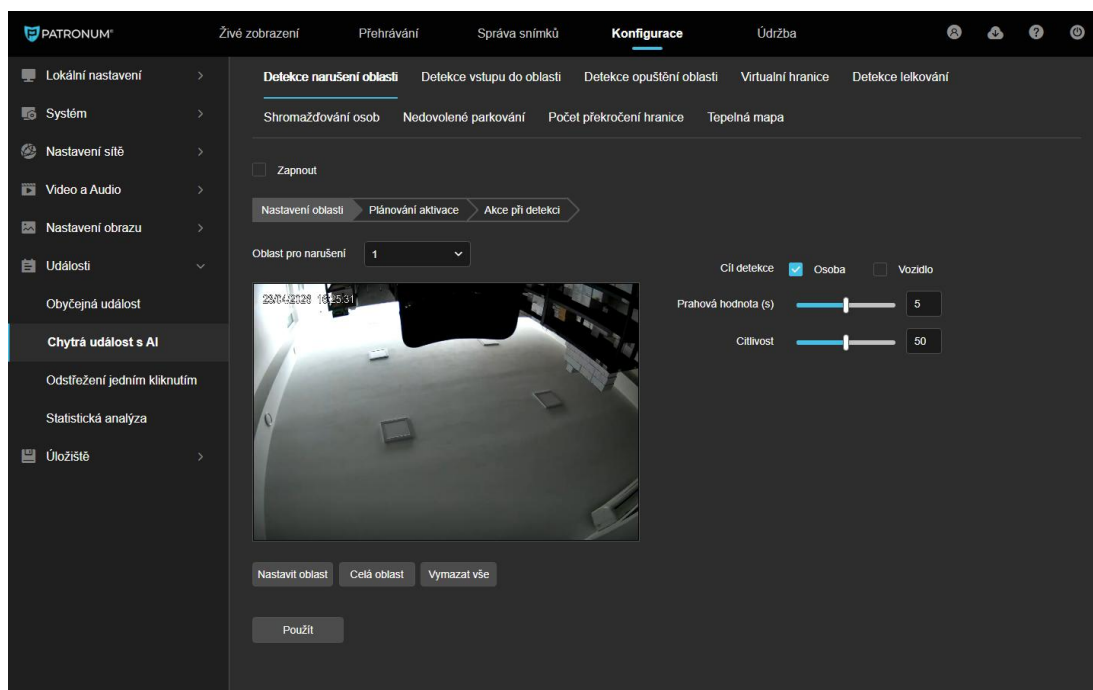 PATRONUM®
Živé zobrazení Přehrávání Správa snímků Konfigurace Údržba
Lokální nastavení
Systém
Nastavení sítě
Video a Audio
Nastavení obrazu
Události
Obyčejná událost
Chytrá událost s AI
Odstřežení jedním kliknutím
Statistická analýza
Úložiště
Detekce narušení oblasti Detekce vstupu do oblasti Detekce opuštění oblasti Virtualní hranice Detekce lelkování
Shromažďování osob Nedovolené parkování Počet překročení hranice Tepelná mapa
Zapnout
Nastavení oblasti Plánování aktivace Akce při detekci
Oblast pro narušení 1
Cíl detekce Osoba Vozidlo
Prahová hodnota (s) 5
Citlivost 50
Nastavit oblast Celá oblast Vymazat vše
Použít